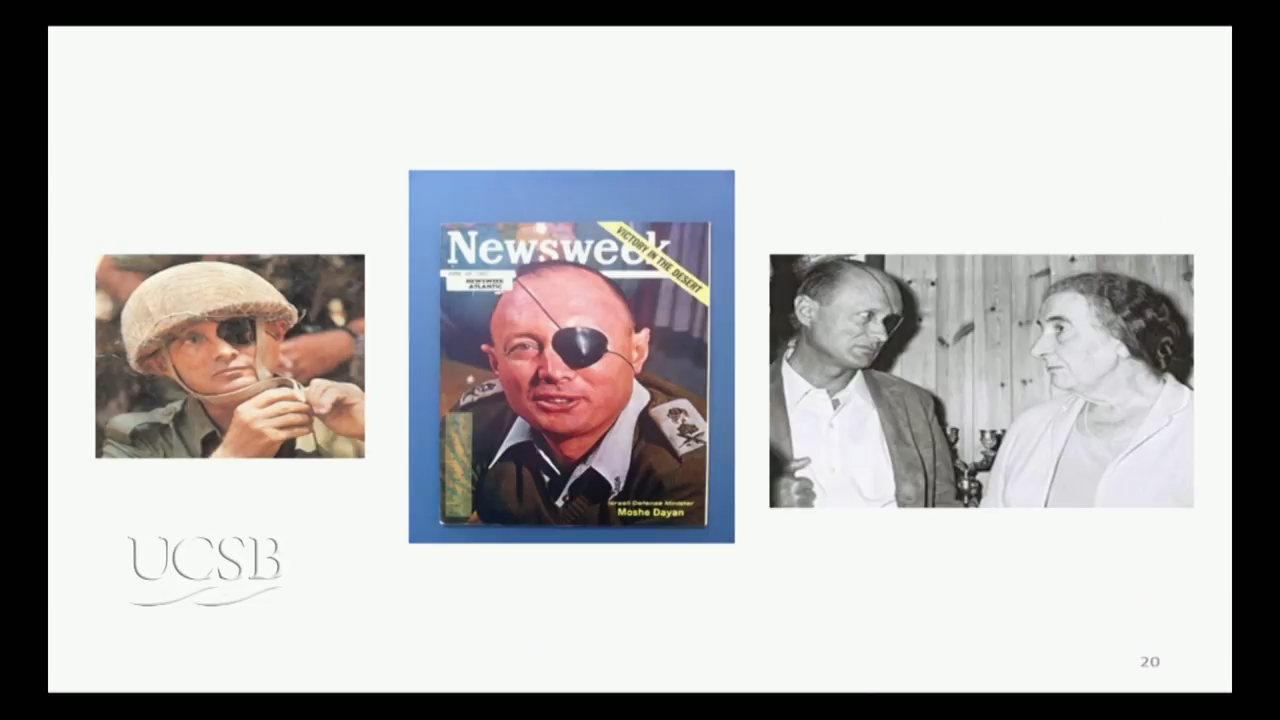 Newsweek
VICTORY IN THE DESERT
NEWSWEEK
ATLANTIC
Israeli Defense Minister
Moshe Dayan
UCSB
20